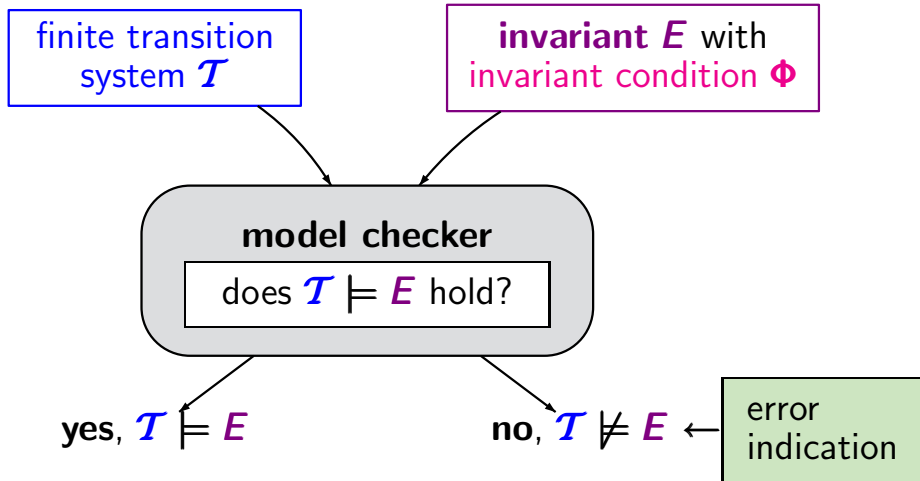 finite transition
system 𝒯
invariant E with
invariant condition Φ
model checker
does 𝒯 ⊨ E hold?
yes, 𝒯 ⊨ E
no, 𝒯 ⊭ E ←
error
indication